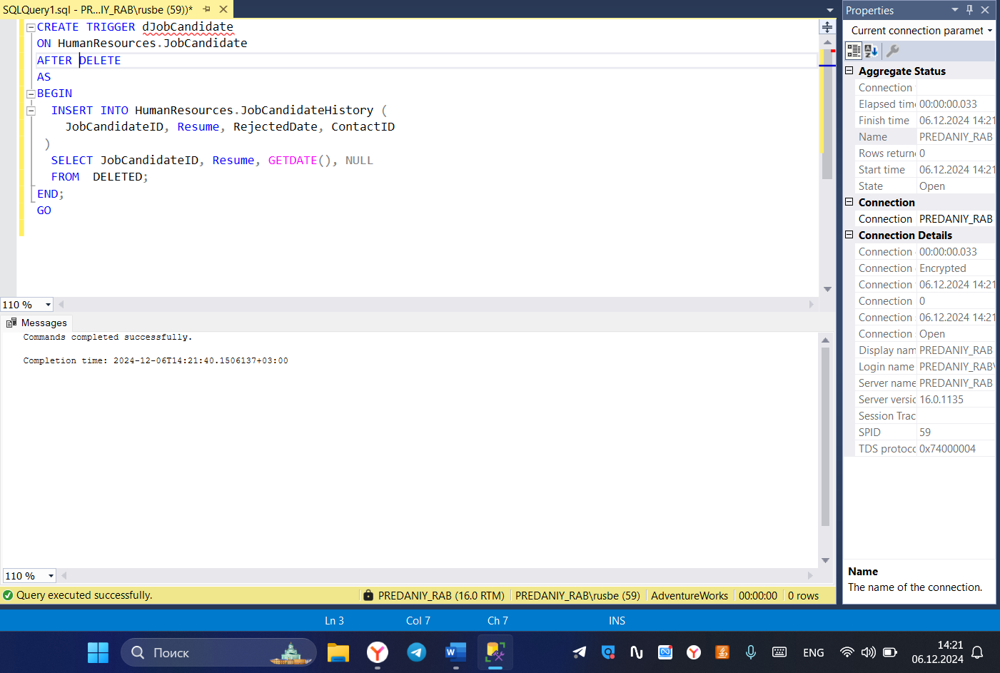 SQLQuery1.sql - PR...IY_RAB\rusbe (59))*
CREATE TRIGGER dJobCandidate
ON HumanResources.JobCandidate
AFTER DELETE
AS
BEGIN
INSERT INTO HumanResources.JobCandidateHistory (
JobCandidateID, Resume, RejectedDate, ContactID
)
SELECT JobCandidateID, Resume, GETDATE(), NULL
FROM DELETED;
END;
GO
110 %
Messages
Commands completed successfully.
Completion time: 2024-12-06T14:21:40.1506137+03:00
110 %
Query executed successfully.
PREDANIY_RAB (16.0 RTM)
PREDANIY_RAB\rusbe (59)
AdventureWorks
00:00:00
0 rows
Properties
Current connection paramet
Aggregate Status
Connection
Elapsed time 00:00:00.033
Finish time 06.12.2024 14:21
Name PREDANIY_RAB
Rows returne 0
Start time 06.12.2024 14:21
State Open
Connection
Connection PREDANIY_RAB
Connection Details
Connection 00:00:00.033
Connection Encrypted
Connection 06.12.2024 14:21
Connection 0
Connection 06.12.2024 14:21
Connection Open
Display nam PREDANIY_RAB
Login name PREDANIY_RAB\
Server name PREDANIY_RAB
Server versic 16.0.1135
Session Trac
SPID 59
TDS protocc 0x74000004
Name
The name of the connection.
Ln 3
Col 7
Ch 7
INS
Поиск
ENG
14:21
06.12.2024